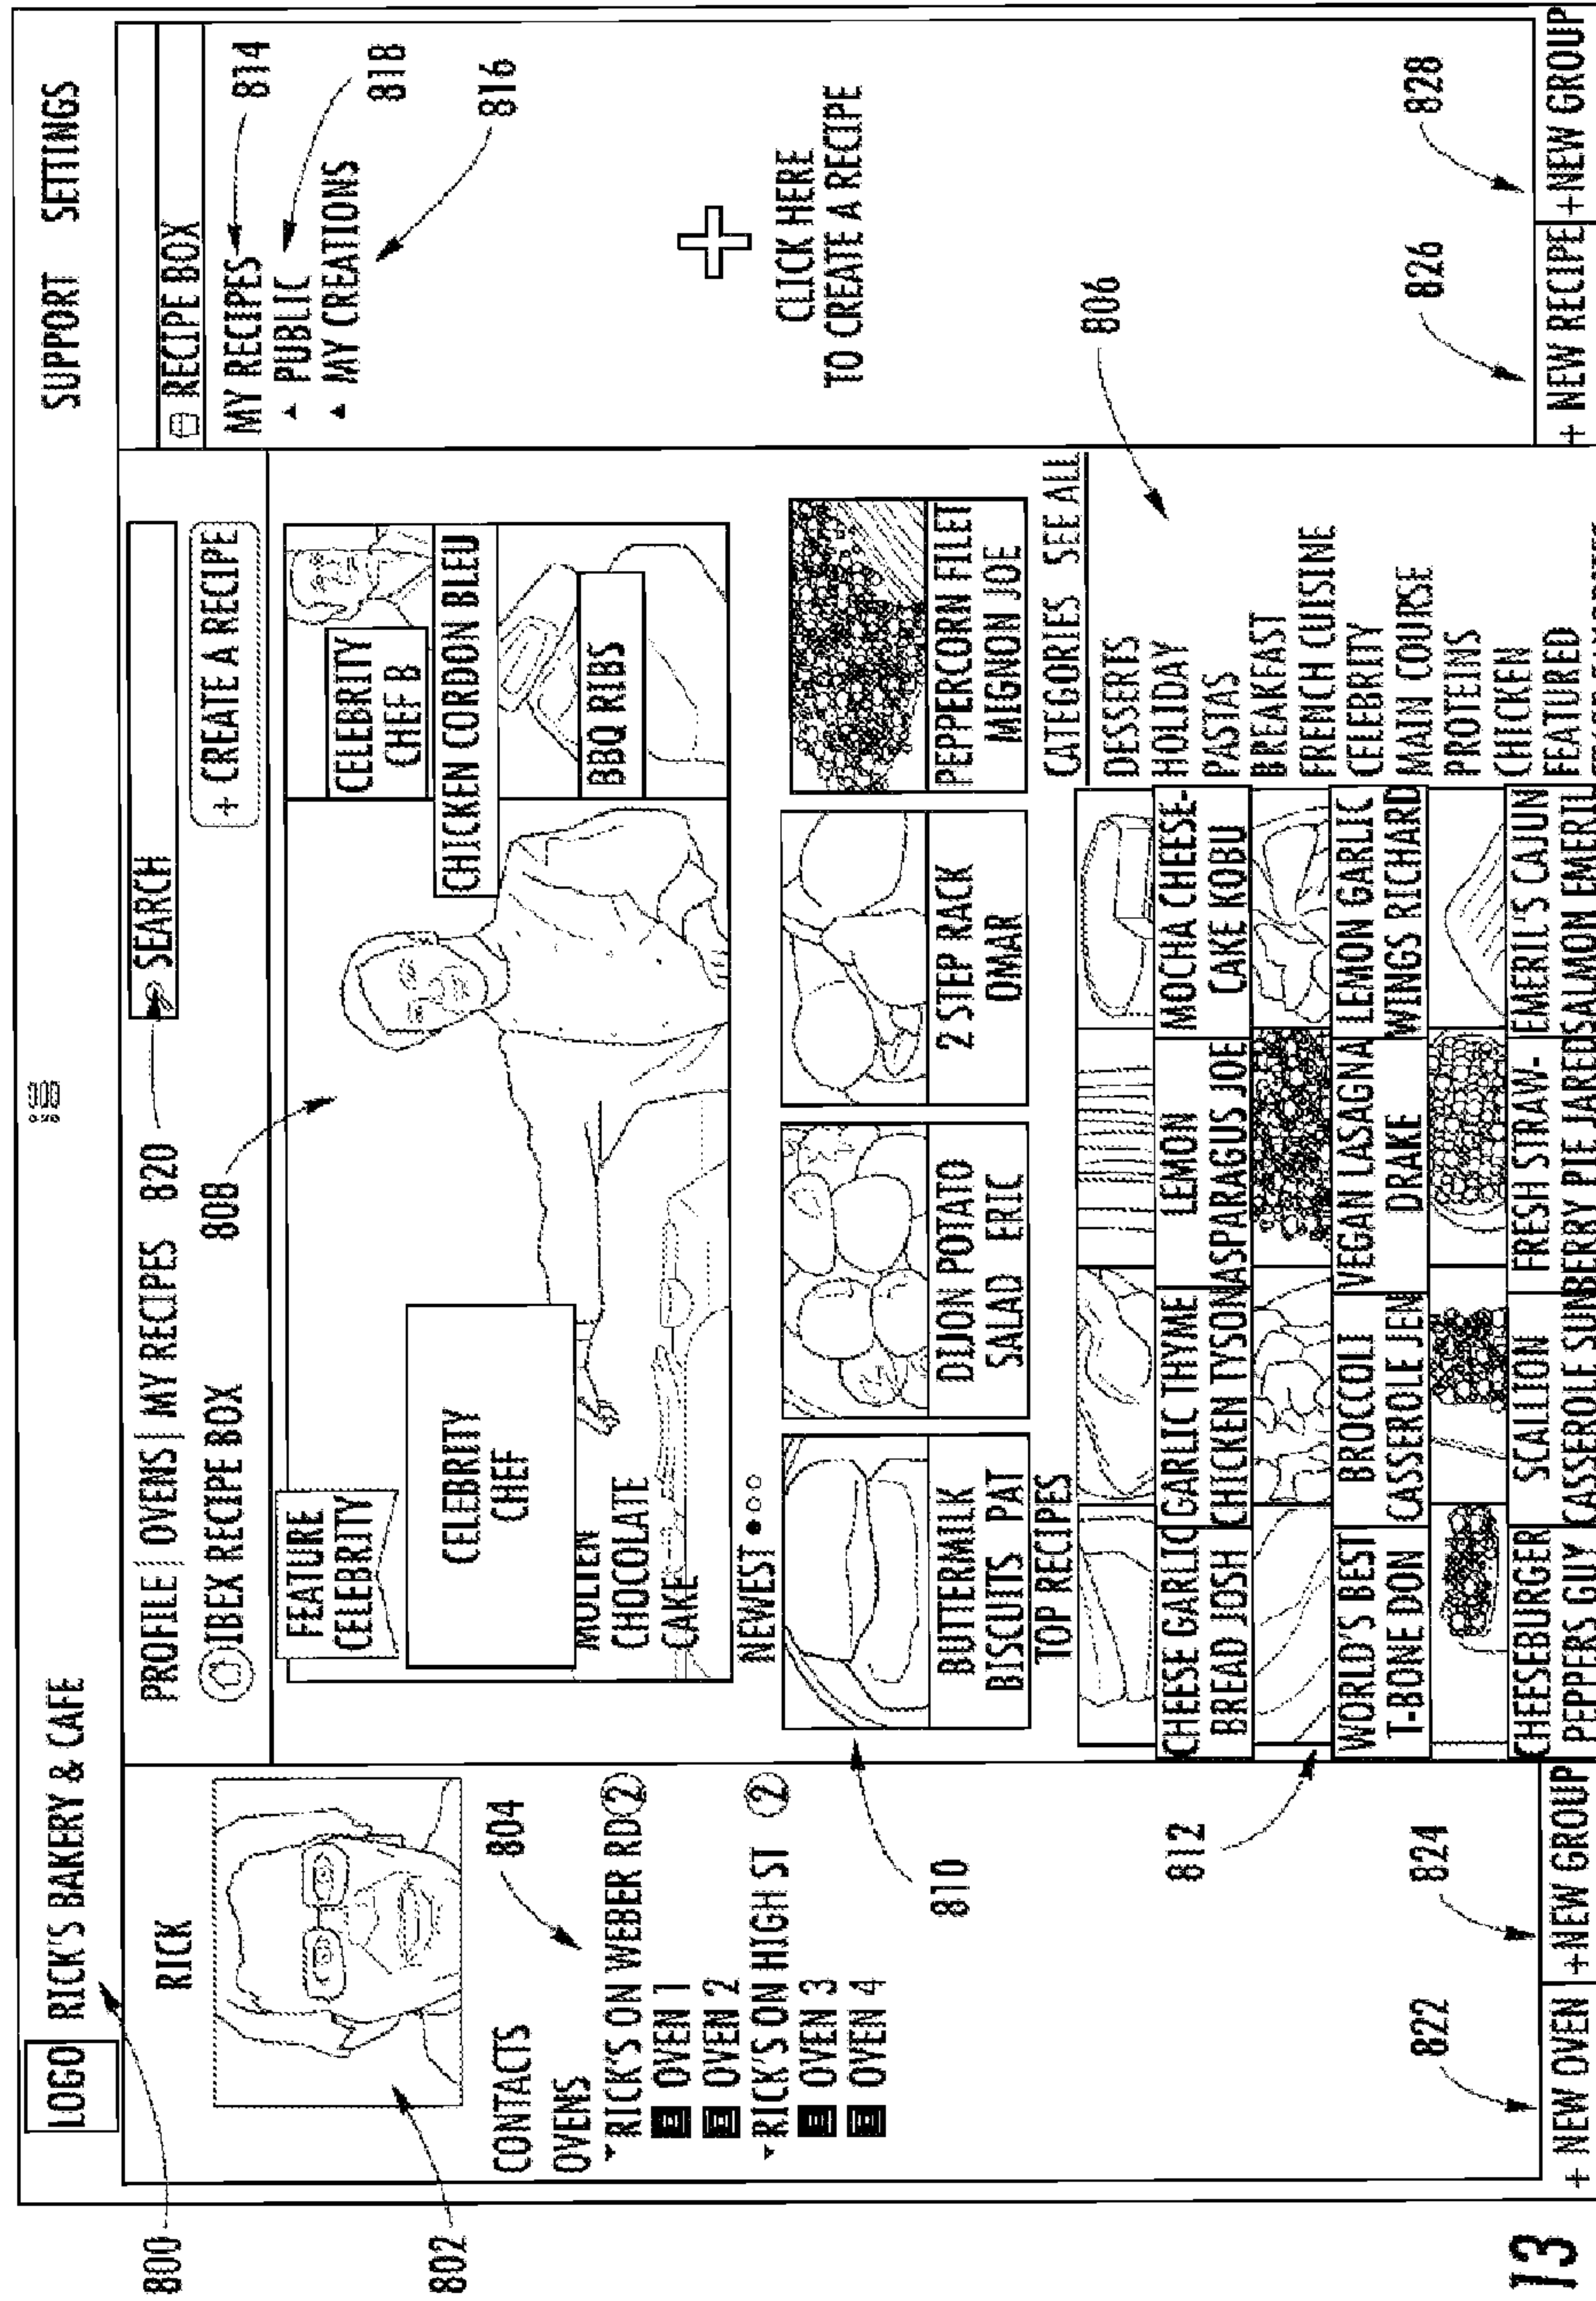 LOGO RICK'S BAKERY & CAFE
SUPPORT SETTINGS
800
RICK
802
CONTACTS
OVENS
RICK'S ON WEBER RD 2
OVEN 1
OVEN 2
RICK'S ON HIGH ST 2
OVEN 3
OVEN 4
804
822
824
+ NEW OVEN +NEW GROUP
PROFILE | OVENS | MY RECIPES 820
SEARCH
IBEX RECIPE BOX
+ CREATE A RECIPE
808
FEATURE
CELEBRITY
CELEBRITY
CHEF
MOLTEN
CHOCOLATE
CAKE
CELEBRITY
CHEF B
CHICKEN CORDON BLEU
BBQ RIBS
NEWEST
BUTTERMILK
BISCUITS PAT
DIJON POTATO
SALAD ERIC
2 STEP RACK
OMAR
PEPPERCORN FILET
MIGNON JOE
810
TOP RECIPES
812
CHEESE GARLIC
BREAD JOSH
GARLIC THYME
CHICKEN TYSON
LEMON
ASPARAGUS JOE
MOCHA CHEESE-
CAKE KOBU
WORLD'S BEST
T-BONE DON
BROCCOLI
CASSEROLE JEN
VEGAN LASAGNA
DRAKE
LEMON GARLIC
WINGS RICHARD
CHEESEBURGER
PEPPERS GUY
SCALLION
CASSEROLE SUN
FRESH STRAW-
BERRY PIE JARED
EMERIL'S CAJUN
SALMON EMERIL
CATEGORIES SEE ALL
806
DESSERTS
HOLIDAY
PASTAS
BREAKFAST
FRENCH CUISINE
CELEBRITY
MAIN COURSE
PROTEINS
CHICKEN
FEATURED
RECIPE BOX
MY RECIPES
PUBLIC
MY CREATIONS
814
818
816
CLICK HERE
TO CREATE A RECIPE
826
828
+ NEW RECIPE +NEW GROUP
13